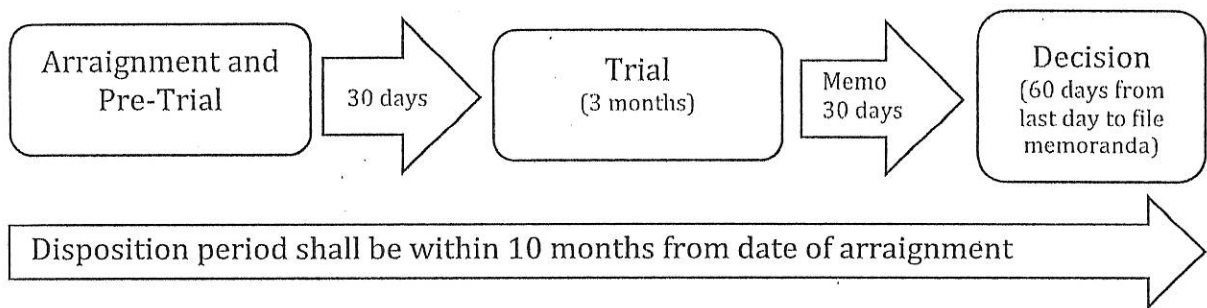 Arraignment and
Pre-Trial
30 days
Trial
(3 months)
Memo
30 days
Decision
(60 days from
last day to file
memoranda)
Disposition period shall be within 10 months from date of arraignment